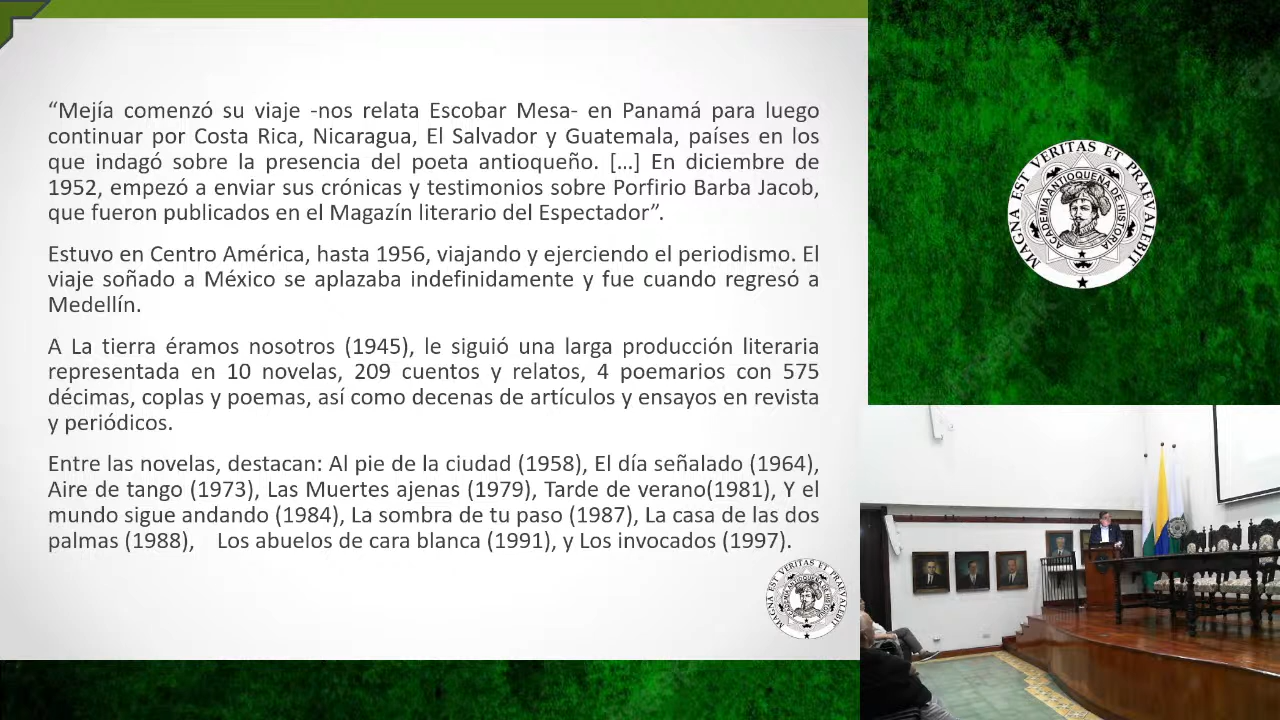 “Mejía comenzó su viaje -nos relata Escobar Mesa- en Panamá para luego
continuar por Costa Rica, Nicaragua, El Salvador y Guatemala, países en los
que indagó sobre la presencia del poeta antioqueño. [...] En diciembre de
1952, empezó a enviar sus crónicas y testimonios sobre Porfirio Barba Jacob,
que fueron publicados en el Magazín literario del Espectador”.
Estuvo en Centro América, hasta 1956, viajando y ejerciendo el periodismo. El
viaje soñado a México se aplazaba indefinidamente y fue cuando regresó a
Medellín.
A La tierra éramos nosotros (1945), le siguió una larga producción literaria
representada en 10 novelas, 209 cuentos y relatos, 4 poemarios con 575
décimas, coplas y poemas, así como decenas de artículos y ensayos en revista
y periódicos.
Entre las novelas, destacan: Al pie de la ciudad (1958), El día señalado (1964),
Aire de tango (1973), Las Muertes ajenas (1979), Tarde de verano(1981), Y el
mundo sigue andando (1984), La sombra de tu paso (1987), La casa de las dos
palmas (1988), Los abuelos de cara blanca (1991), y Los invocados (1997).
MAGNA EST VERITAS ET PRAEVALEBIT
ACADEMIA ANTIOQUEÑA DE HISTORIA
MAGNA EST VERITAS ET PRAEVALEBIT